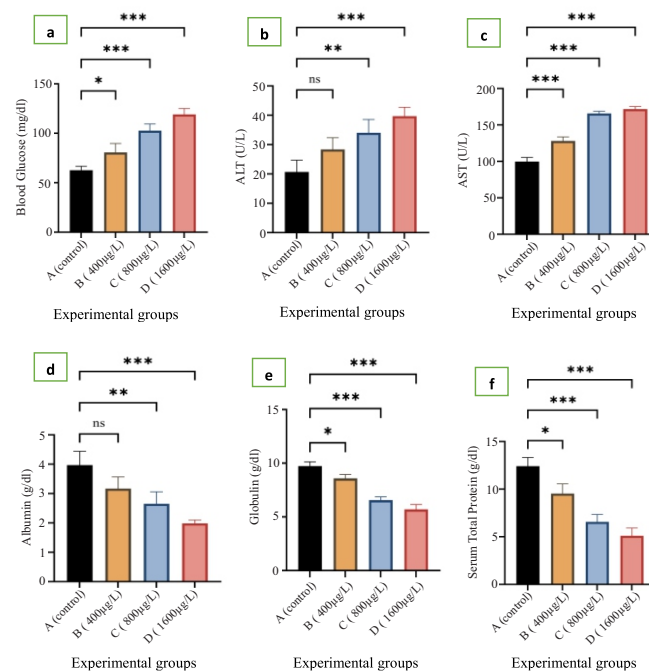 a
***
***
*
Blood Glucose (mg/dl)
150
100
50
0
A (control)
B ( 400µg/L)
C ( 800µg/L)
D ( 1600µg/L)
Experimental groups
b
***
**
ns
ALT (U/L)
50
40
30
20
10
0
A (control)
B ( 400µg/L)
C ( 800µg/L)
D ( 1600µg/L)
Experimental groups
c
***
***
***
AST (U/L)
200
150
100
50
0
A (control)
B ( 400µg/L)
C ( 800µg/L)
D ( 1600µg/L)
Experimental groups
d
***
**
ns
Albumin (g/dl)
5
4
3
2
1
0
A (control)
B ( 400µg/L)
C ( 800µg/L)
D ( 1600µg/L)
Experimental groups
e
***
***
*
Globulin (g/dl)
15
10
5
0
A (control)
B ( 400µg/L)
C ( 800µg/L)
D ( 1600µg/L)
Experimental groups
f
***
***
*
Serum Total Protein (g/dl)
15
10
5
0
A (control)
B ( 400µg/L)
C ( 800µg/L)
D ( 1600µg/L)
Experimental groups